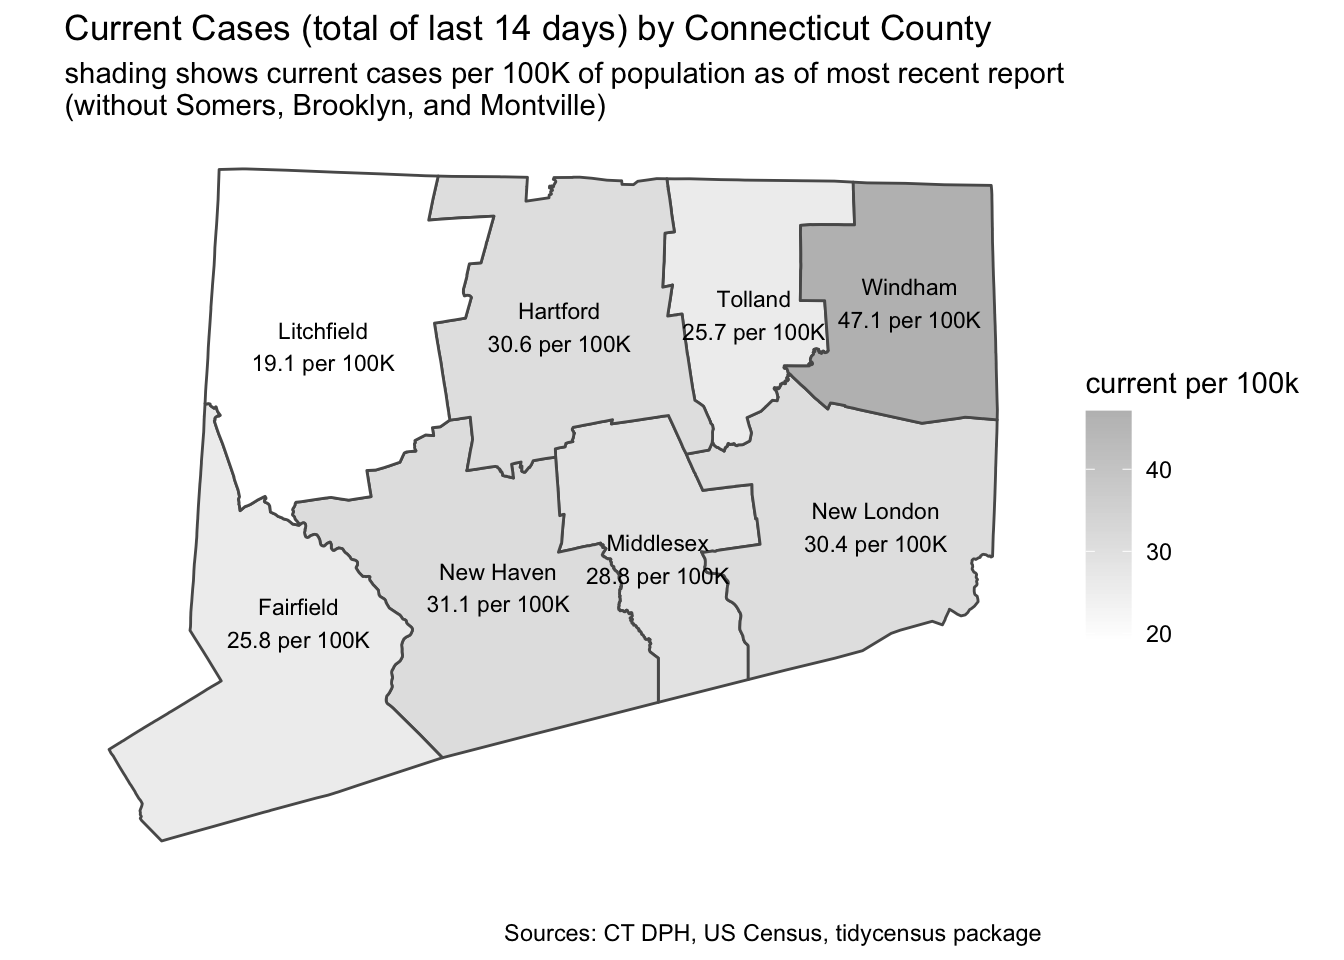 Current Cases (total of last 14 days) by Connecticut County
shading shows current cases per 100K of population as of most recent report
(without Somers, Brooklyn, and Montville)
Litchfield
19.1 per 100K
Hartford
30.6 per 100K
Tolland
25.7 per 100K
Windham
47.1 per 100K
Fairfield
25.8 per 100K
New Haven
31.1 per 100K
Middlesex
28.8 per 100K
New London
30.4 per 100K
current per 100k
40
30
20
Sources: CT DPH, US Census, tidycensus package